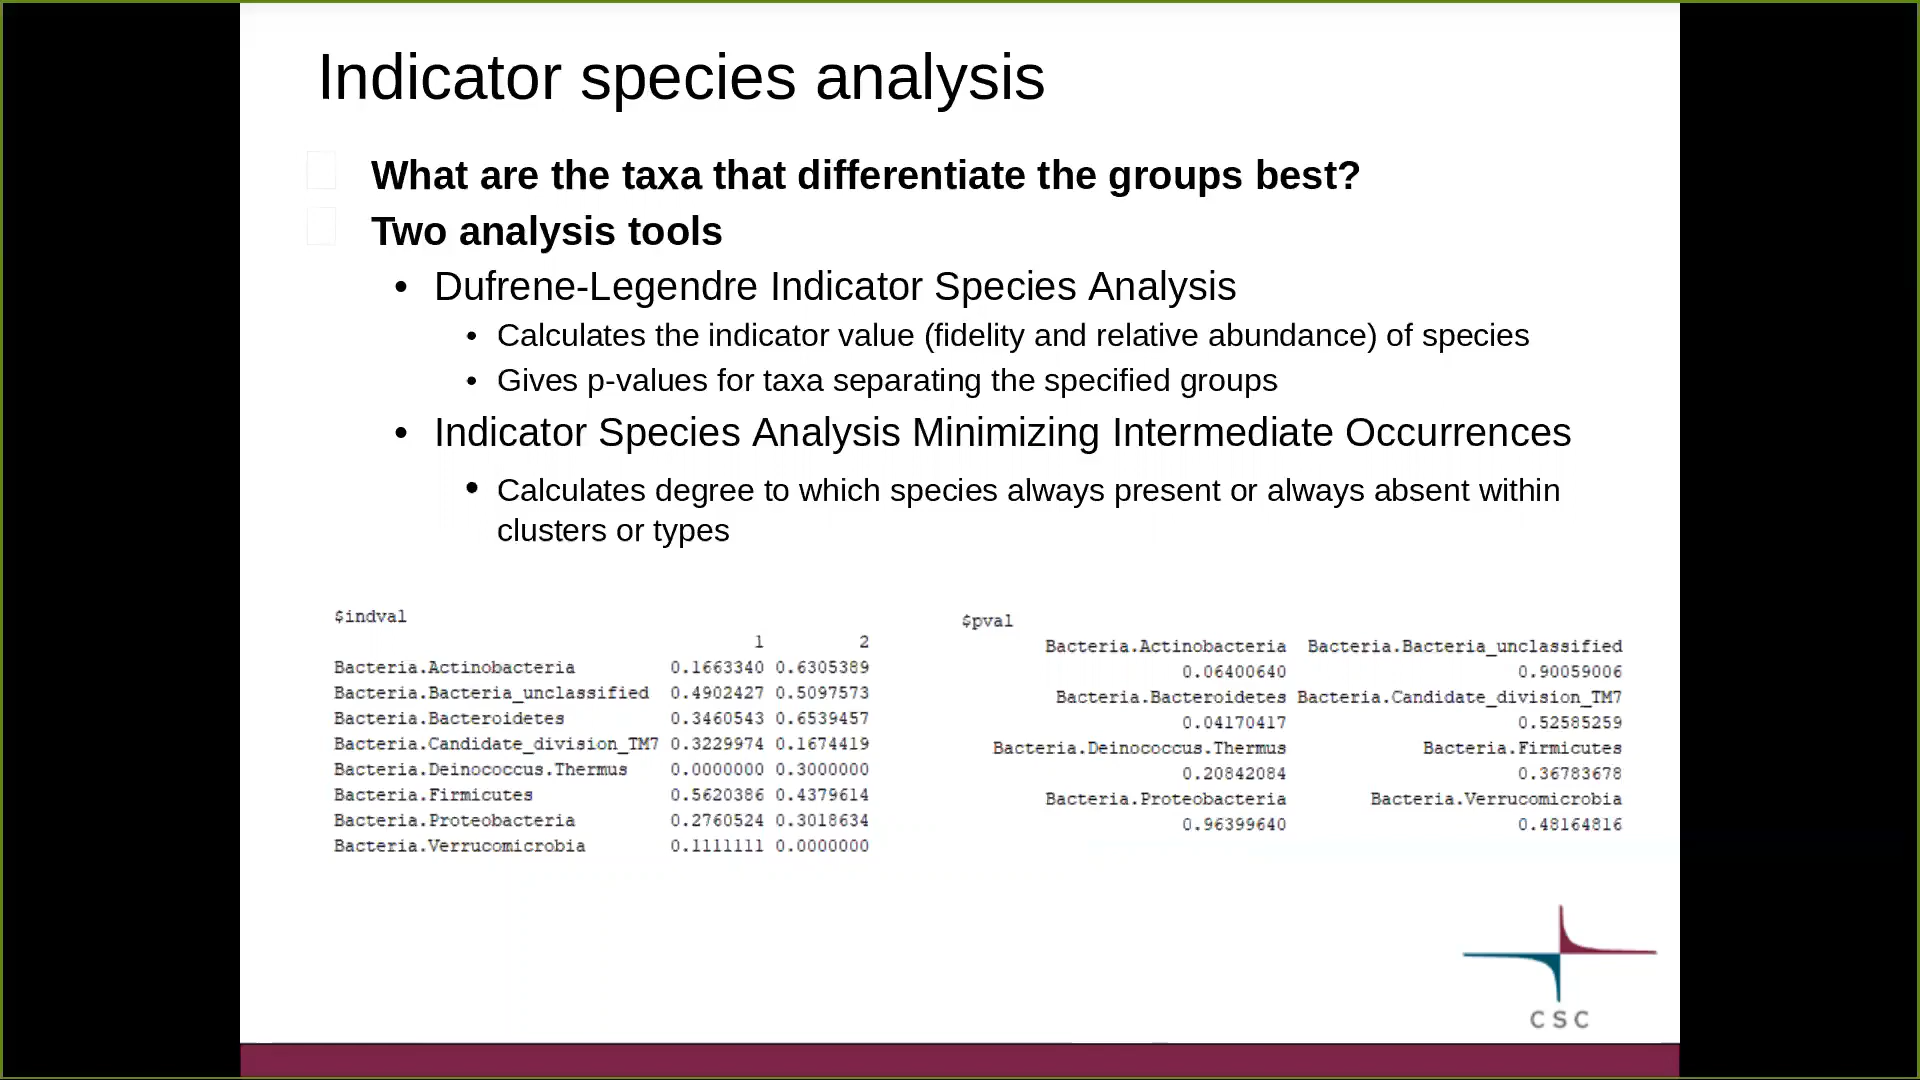 Indicator species analysis
What are the taxa that differentiate the groups best?
Two analysis tools
• Dufrene-Legendre Indicator Species Analysis
• Calculates the indicator value (fidelity and relative abundance) of species
• Gives p-values for taxa separating the specified groups
• Indicator Species Analysis Minimizing Intermediate Occurrences
• Calculates degree to which species always present or always absent within
clusters or types
$indval
1 2
Bacteria.Actinobacteria 0.1663340 0.6305389
Bacteria.Bacteria_unclassified 0.4902427 0.5097573
Bacteria.Bacteroidetes 0.3460543 0.6539457
Bacteria.Candidate_division_TM7 0.3229974 0.1674419
Bacteria.Deinococcus.Thermus 0.0000000 0.3000000
Bacteria.Firmicutes 0.5620386 0.4379614
Bacteria.Proteobacteria 0.2760524 0.3018634
Bacteria.Verrucomicrobia 0.1111111 0.0000000
$pval
Bacteria.Actinobacteria Bacteria.Bacteria_unclassified
0.06400640 0.90059006
Bacteria.Bacteroidetes Bacteria.Candidate_division_TM7
0.04170417 0.52585259
Bacteria.Deinococcus.Thermus Bacteria.Firmicutes
0.20842084 0.36783678
Bacteria.Proteobacteria Bacteria.Verrucomicrobia
0.96399640 0.48164816
CSC